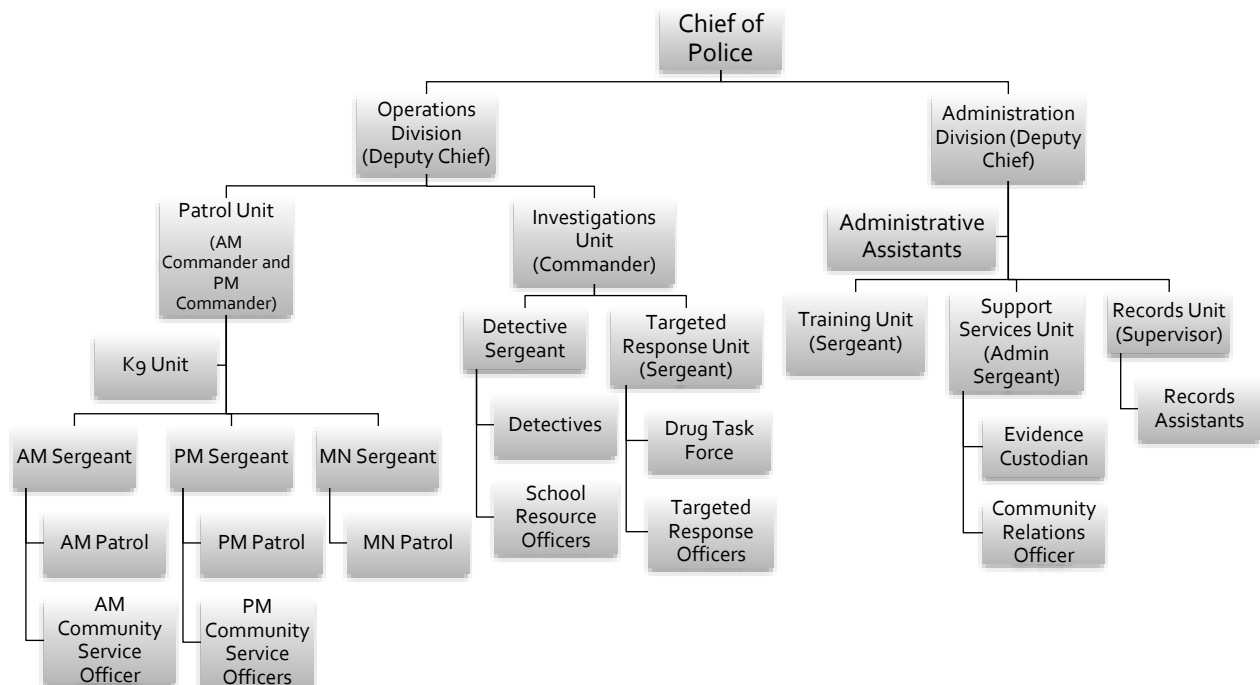 Chief of
Police
Operations
Division
(Deputy Chief)
Administration
Division (Deputy
Chief)
Patrol Unit
(AM
Commander and
PM
Commander)
Investigations
Unit
(Commander)
Administrative
Assistants
K9 Unit
Detective
Sergeant
Targeted
Response Unit
(Sergeant)
Training Unit
(Sergeant)
Support
Services Unit
(Admin
Sergeant)
Records Unit
(Supervisor)
AM Sergeant
PM Sergeant
MN Sergeant
Detectives
Drug Task
Force
Evidence
Custodian
Records
Assistants
AM Patrol
PM Patrol
MN Patrol
School
Resource
Officers
Targeted
Response
Officers
Community
Relations
Officer
AM
Community
Service
Officer
PM
Community
Service
Officers